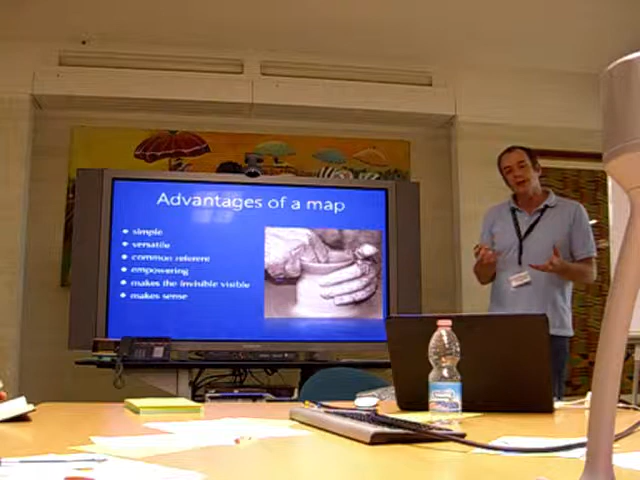 Advantages of a map
simple
versatile
common referent
empowering
makes the invisible visible
makes sense